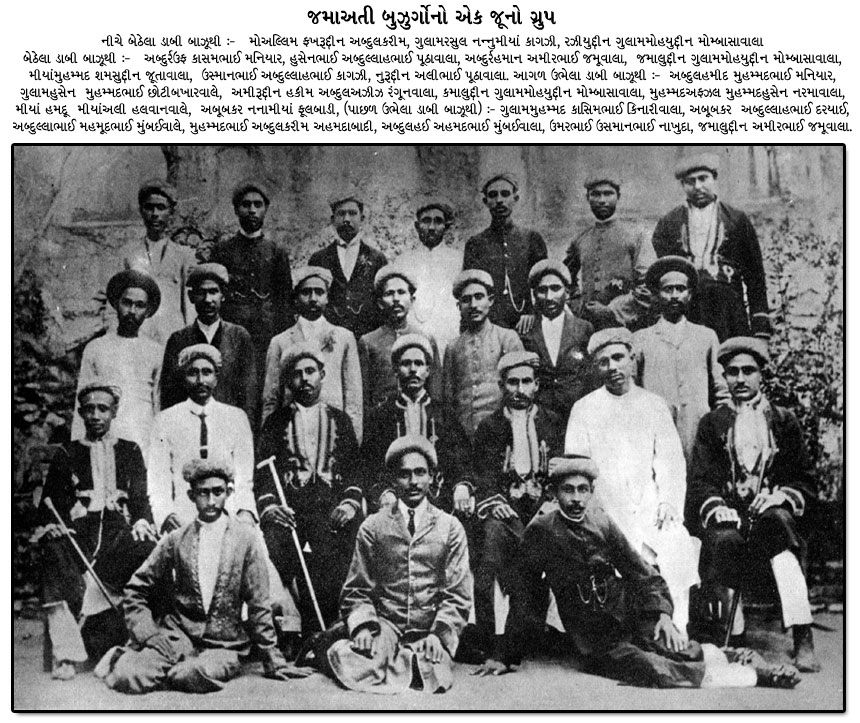 જમાઅતી બુઝુર્ગોનો એક જૂનો ગ્રુપ
નીચે બેઠેલા ડાબી બાઝૂથી :- મોઅલ્લિમ ફખરૂદ્દીન અબ્દુલકરીમ, ગુલામરસુલ નન્નુમીયાં કાગઝી, રઝીયુદ્દીન ગુલામમોહયુદ્દીન મોમ્બાસાવાલા
બેઠેલા ડાબી બાઝૂથી :- અબ્દુર્રઉફ કાસમભાઈ મનિયાર, હુસેનભાઈ અબ્દુલ્લાહભાઈ પૂઠાવાલા, અબ્દુર્રહમાન અમીરભાઈ જમૂવાલા, જમાલુદ્દીન ગુલામમોહયુદ્દીન મોમ્બાસાવાલા,
મીયાંમુહમ્મદ શમસુદ્દીન જૂતાવાલા, ઉસ્માનભાઈ અબ્દુલ્લાહભાઈ કાગઝી, નુરૂદ્દીન અલીભાઈ પૂઠાવાલા. આગળ ઉભેલા ડાબી બાઝૂથી :- અબ્દુલહમીદ મુહમ્મદભાઈ મનિયાર,
ગુલામહુસેન મુહમ્મદભાઈ છોટીબખારવાલે, અમીરૂદ્દીન હકીમ અબ્દુલઅઝીઝ રંગૂનવાલા, કમાલુદ્દીન ગુલામમોહયુદ્દીન મોમ્બાસાવાલા, મુહમ્મદઅફઝલ મુહમ્મદહુસેન નરમાવાલા,
મીયાં હમદૂ મીયાંઅલી હલવાનવાલે, અબૂબકર નનામીયાં ફૂલબાડી, (પાછળ ઉભેલા ડાબી બાઝૂથી) :- ગુલામમુહમ્મદ કાસિમભાઈ કિનારીવાલા, અબૂબકર અબ્દુલ્લાહભાઈ દરયાઈ,
અબ્દુલ્લાભાઈ મહમૂદભાઈ મુંબઈવાલે, મુહમ્મદભાઈ અબ્દુલકરીમ અહમદાબાદી, અબ્દુલહઈ અહમદભાઈ મુંબઈવાલા, ઉમરભાઈ ઉસમાનભાઈ નાખુદા, જમાલુદ્દીન અમીરભાઈ જમૂવાલા.